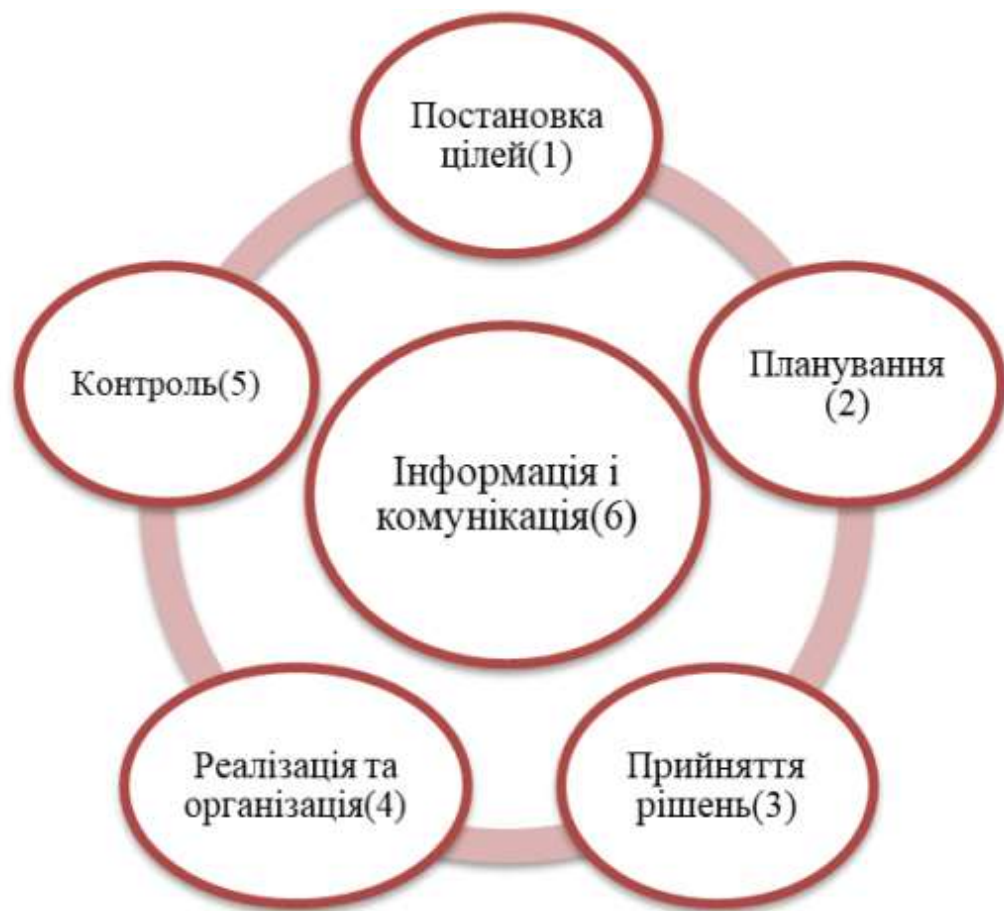 Постановка
цілей(1)
Планування
(2)
Прийняття
рішень(3)
Реалізація та
організація(4)
Контроль(5)
Інформація і
комунікація(6)